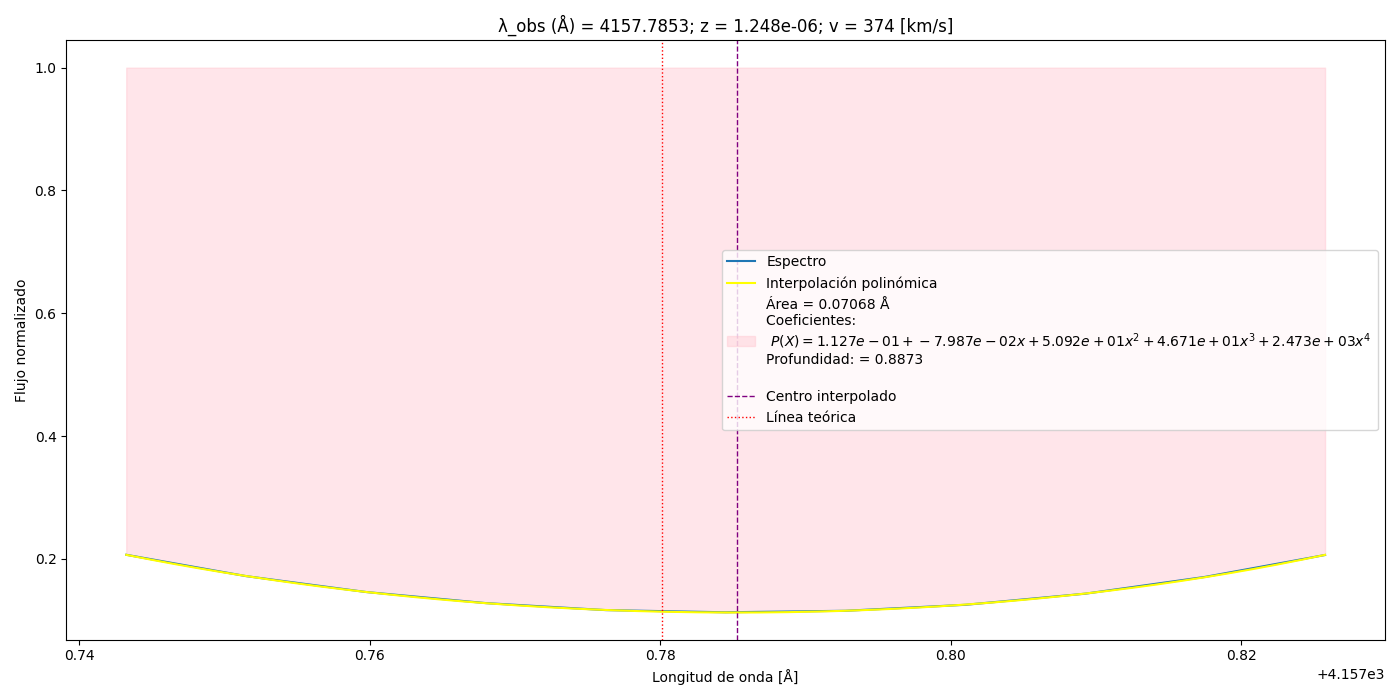 λ_obs (Å) = 4157.7853; z = 1.248e-06; v = 374 [km/s]
Flujo normalizado
1.0
0.8
0.6
0.4
0.2
Espectro
Interpolación polinómica
Área = 0.07068 Å
Coeficientes:
P(X) = 1.127e − 01 + − 7.987e − 02x + 5.092e + 01x² + 4.671e + 01x³ + 2.473e + 03x⁴
Profundidad: = 0.8873
Centro interpolado
Línea teórica
0.74 0.76 0.78 0.80 0.82
+4.157e3
Longitud de onda [Å]